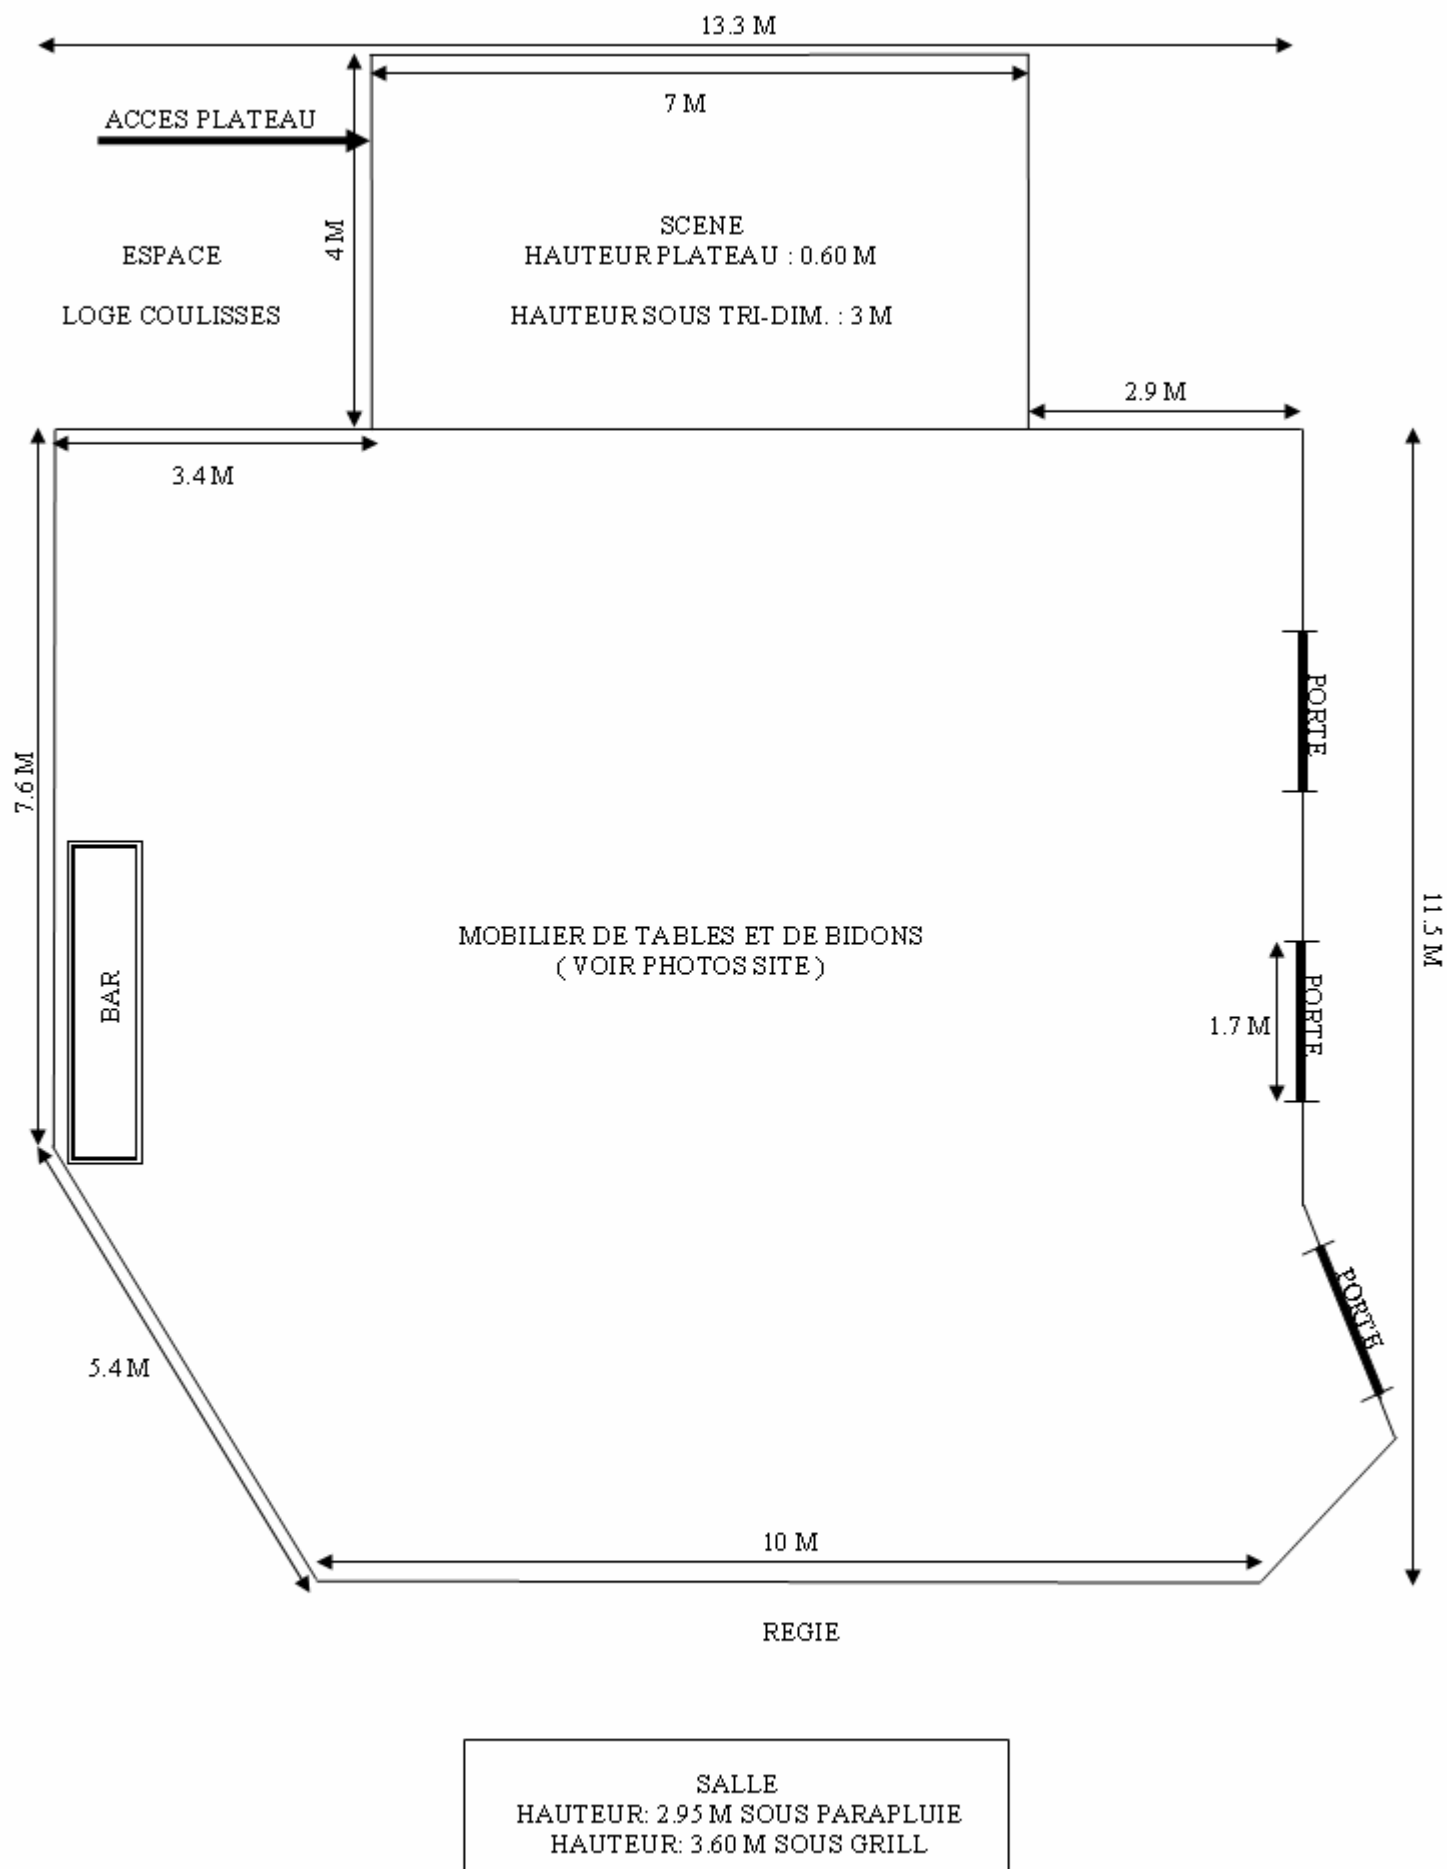 13.3 M
7 M
ACCES PLATEAU
4 M
SCENE
HAUTEUR PLATEAU : 0.60 M
HAUTEUR SOUS TRI-DIM. : 3 M
ESPACE
LOGE COULISSES
2.9 M
3.4 M
PORTE
7.6 M
11.5 M
MOBILIER DE TABLES ET DE BIDONS
( VOIR PHOTOS SITE )
BAR
1.7 M
PORTE
PORTE
5.4 M
10 M
REGIE
SALLE
HAUTEUR: 2.95 M SOUS PARAPLUIE
HAUTEUR: 3.60 M SOUS GRILL